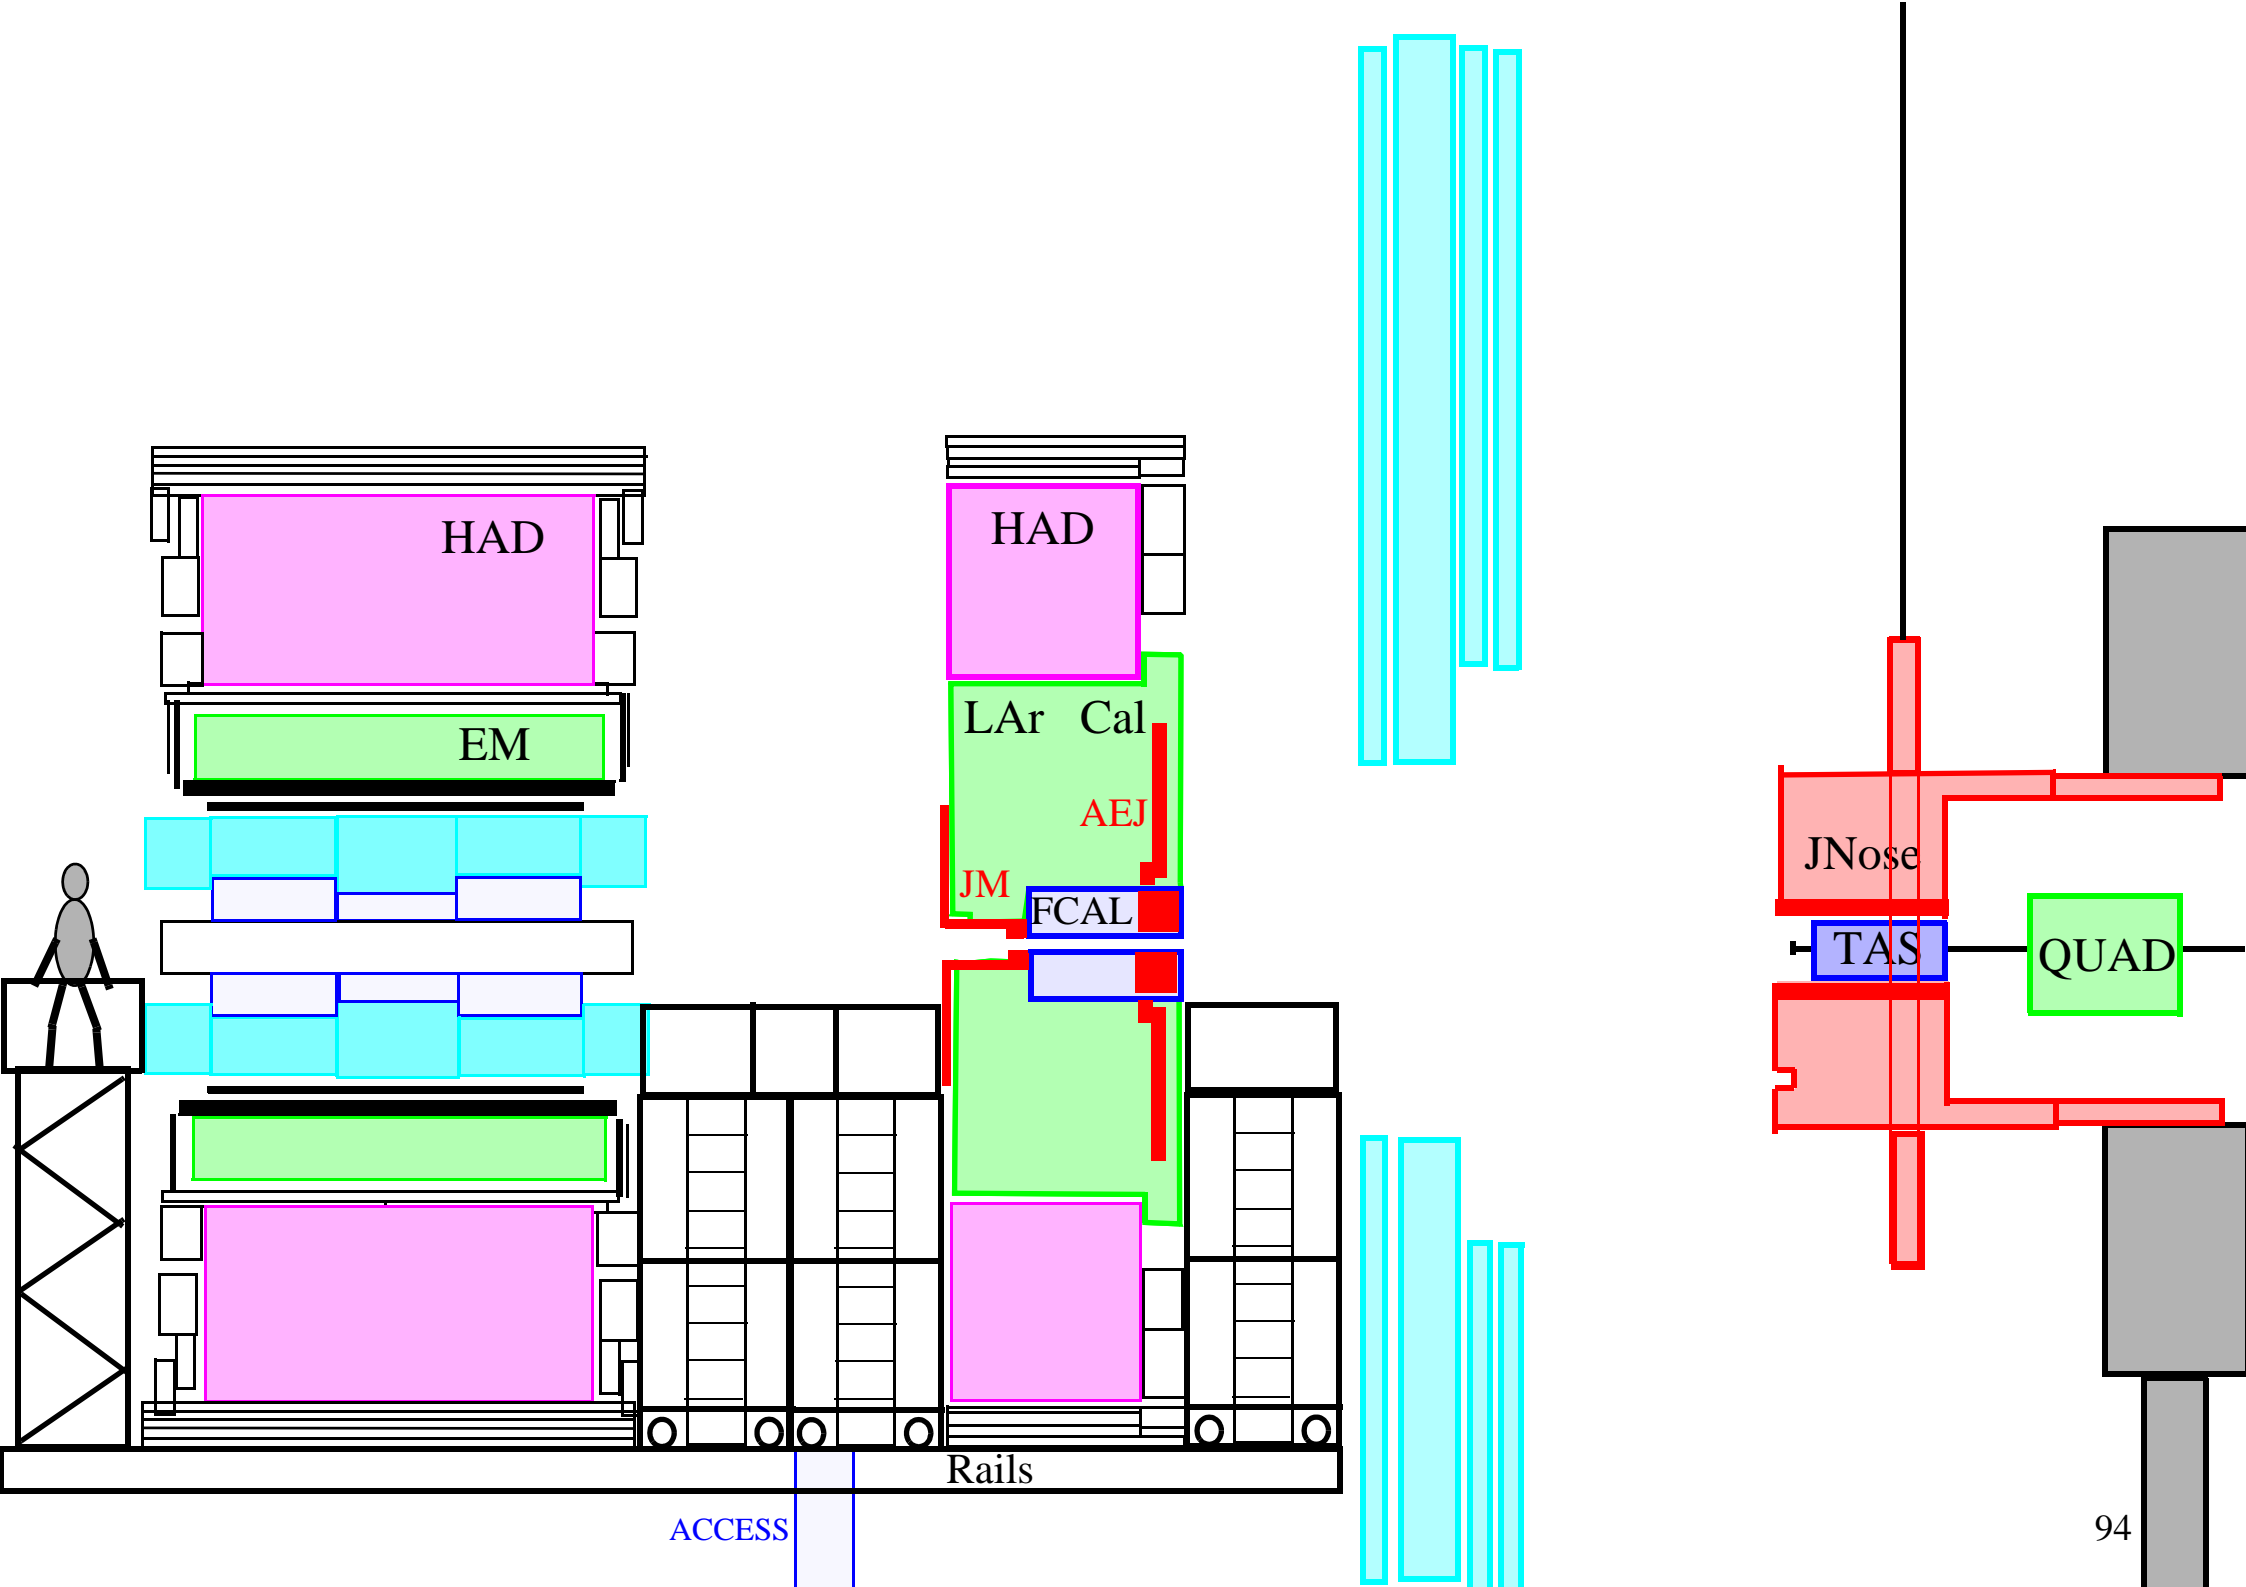 HAD
HAD
EM
LAr Cal
AEJ
JM
FCAL
JNose
TAS
QUAD
Rails
ACCESS
94